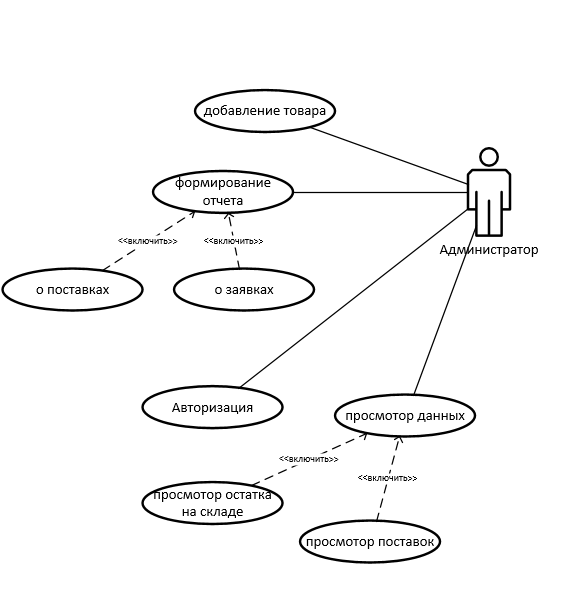 добавление товара
формирование
отчета
Администратор
<<включить>>
<<включить>>
о поставках
о заявках
Авторизация
просмотор данных
<<включить>>
<<включить>>
просмотор остатка
на складе
просмотор поставок